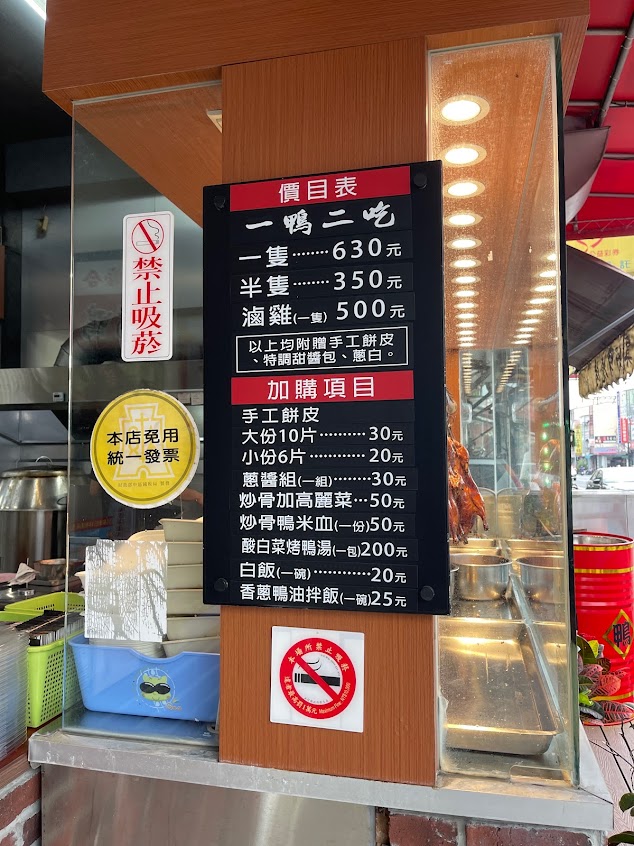 價目表
一鴨二吃
一隻········630元
半隻·······350元
滷雞(一隻) 500元
以上均附贈手工餅皮
、特調甜醬包、蔥白。
加購項目
手工餅皮
大份10片··········30元
小份6片···········20元
蔥醬組(一組)·······30元
炒骨加高麗菜···50元
炒骨鴨米血(一份)50元
酸白菜烤鴨湯(一包)200元
白飯(一碗)············20元
香蔥鴨油拌飯(一碗)25元
禁止吸菸
本店免用
統一發票
本場所禁止吸菸
鴨